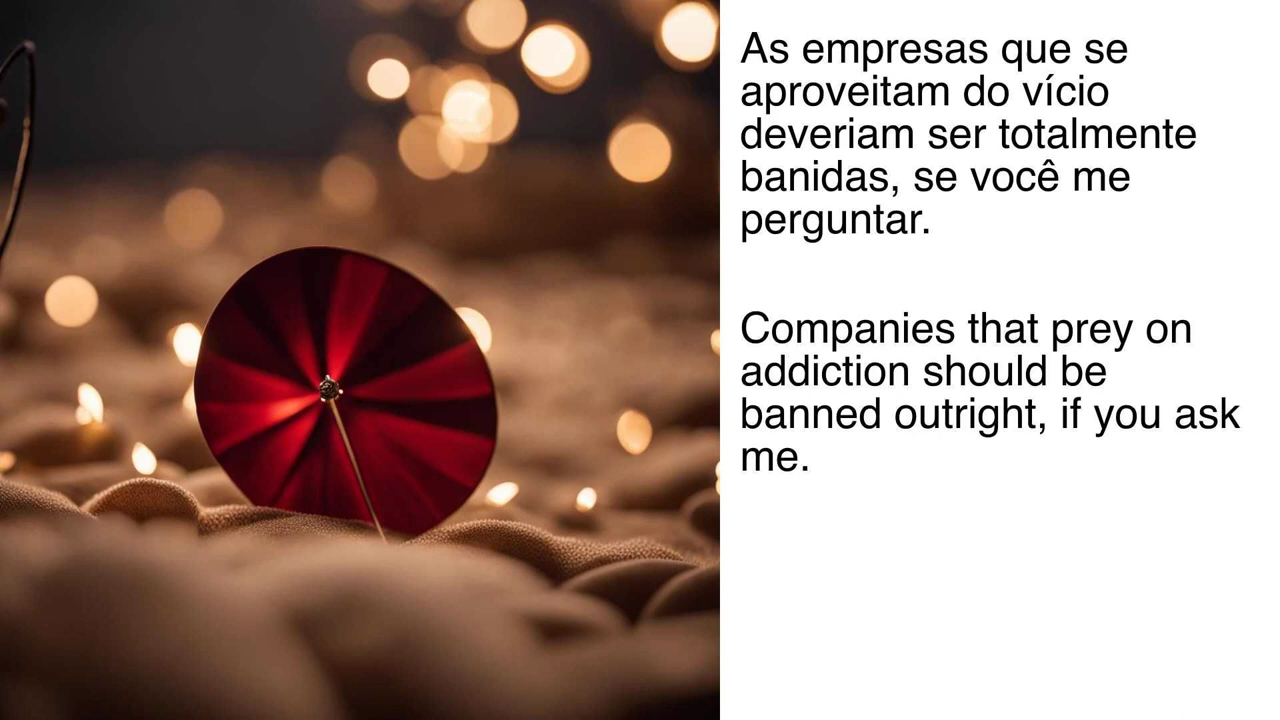 As empresas que se
aproveitam do vício
deveriam ser totalmente
banidas, se você me
perguntar.
Companies that prey on
addiction should be
banned outright, if you ask
me.